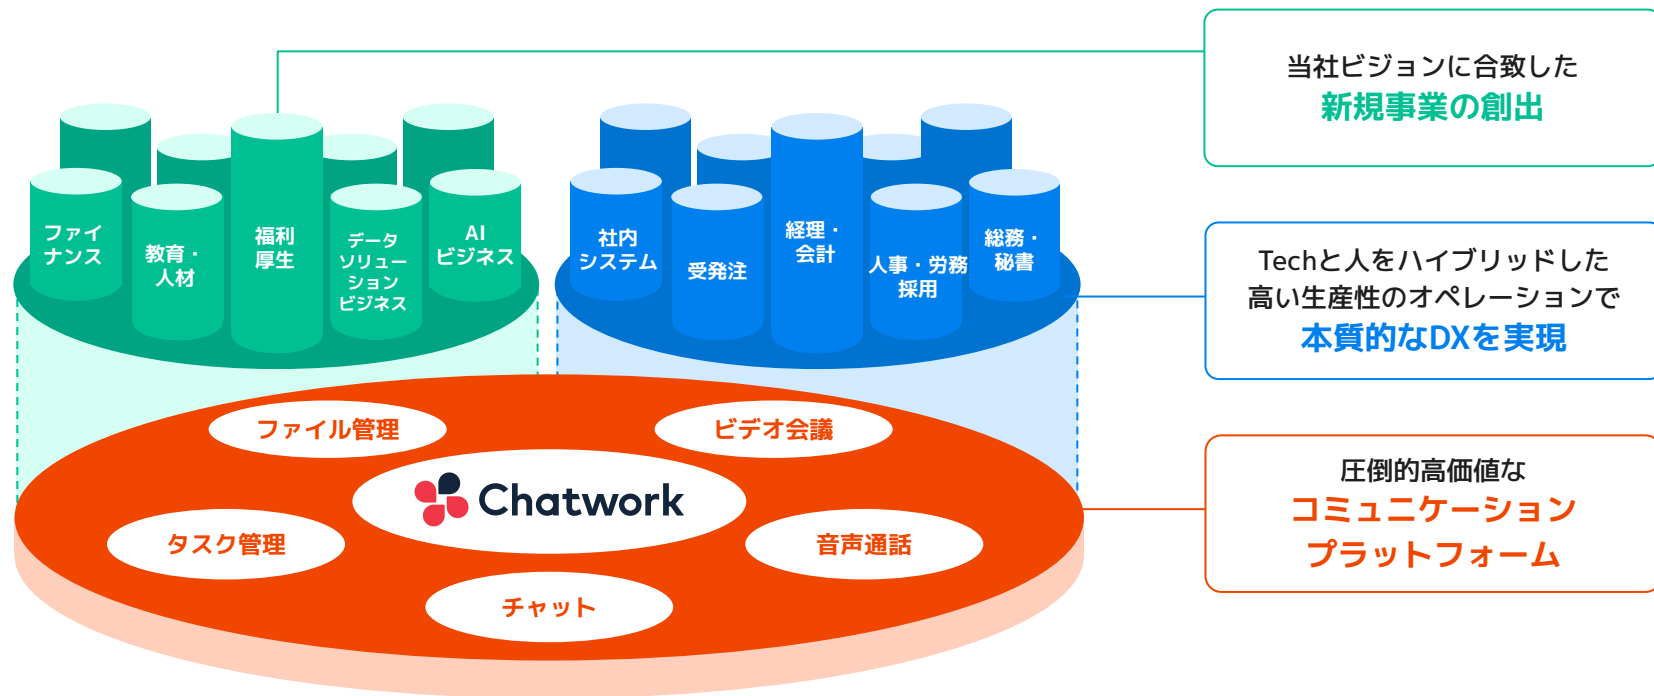 当社ビジョンに合致した
新規事業の創出
ファイ
ナンス
教育・
人材
福利
厚生
データ
ソリュー
ション
ビジネス
AI
ビジネス
社内
システム
受発注
経理・
会計
人事・労務
採用
総務・
秘書
Techと人をハイブリッドした
高い生産性のオペレーションで
本質的なDXを実現
ファイル管理
ビデオ会議
Chatwork
タスク管理
音声通話
チャット
圧倒的高価値な
コミュニケーション
プラットフォーム